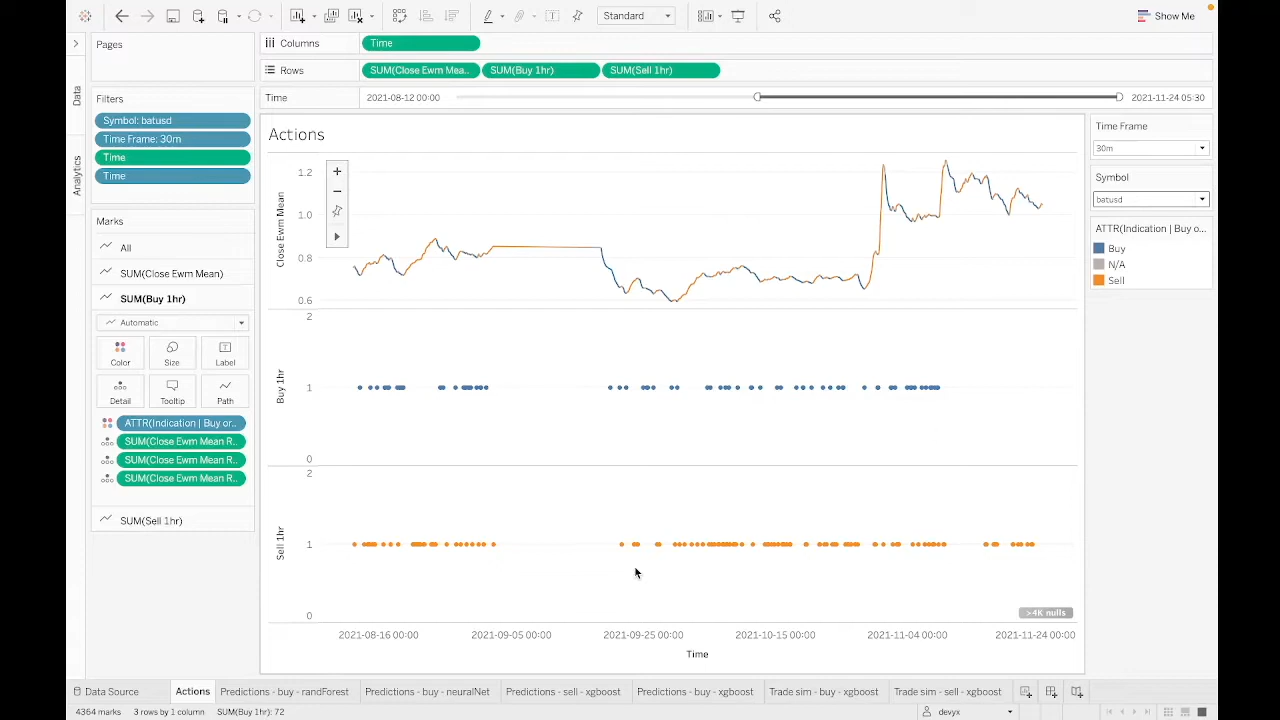 Standard
Show Me
Pages
Columns
Time
Rows
SUM(Close Ewm Mea..
SUM(Buy 1hr)
SUM(Sell 1hr)
Data
Analytics
Filters
Symbol: batusd
Time Frame: 30m
Time
Time
Time
2021-08-12 00:00
2021-11-24 05:30
Marks
All
SUM(Close Ewm Mean)
SUM(Buy 1hr)
Automatic
Color
Size
Label
Detail
Tooltip
Path
ATTR(Indication | Buy or..
SUM(Close Ewm Mean R..
SUM(Close Ewm Mean R..
SUM(Close Ewm Mean R..
SUM(Sell 1hr)
Actions
Close Ewm Mean
1.2
1.0
0.8
0.6
Buy 1hr
2
1
0
Sell 1hr
2
1
0
>4K nulls
2021-08-16 00:00
2021-09-05 00:00
2021-09-25 00:00
2021-10-15 00:00
2021-11-04 00:00
2021-11-24 00:00
Time
Time Frame
30m
Symbol
batusd
ATTR(Indication | Buy o...
Buy
N/A
Sell
Data Source
Actions
Predictions - buy - randForest
Predictions - buy - neuralNet
Predictions - sell - xgboost
Predictions - buy - xgboost
Trade sim - buy - xgboost
Trade sim - sell - xgboost
4364 marks
3 rows by 1 column
SUM(Buy 1hr): 72
devyx